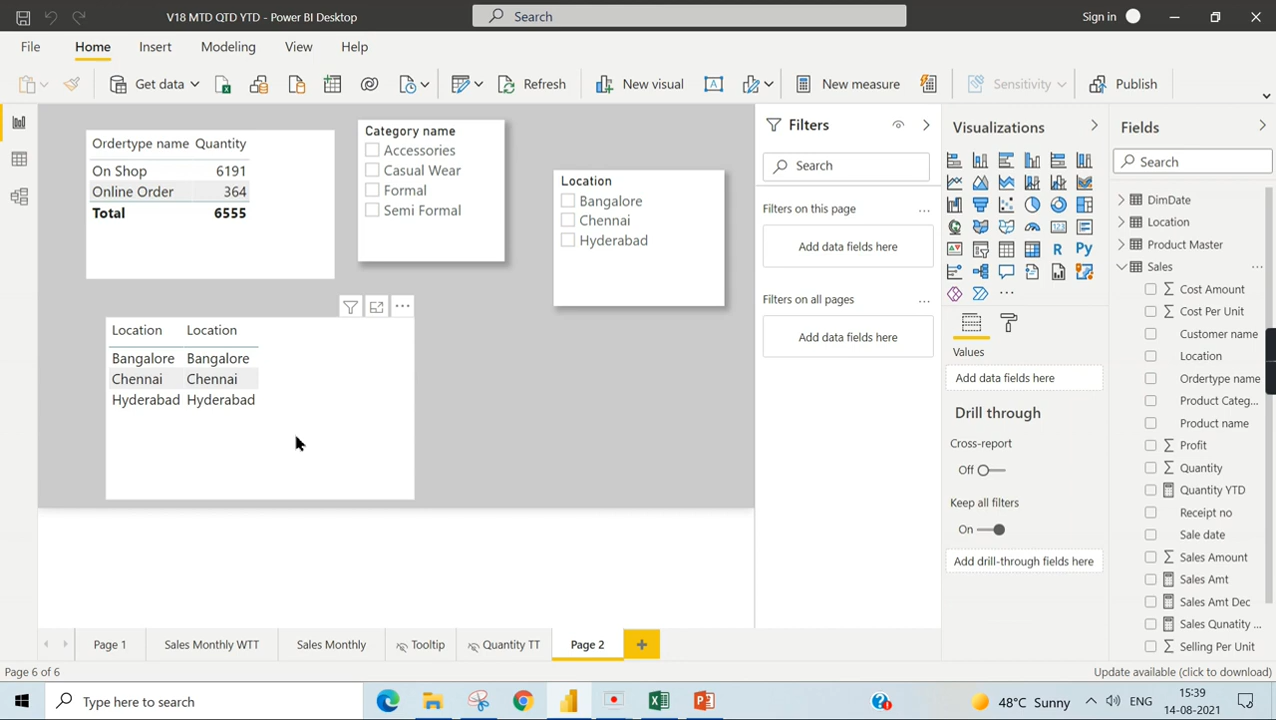 V18 MTD QTD YTD - Power BI Desktop
Search
Sign in
File
Home
Insert
Modeling
View
Help
Get data
Refresh
New visual
New measure
Sensitivity
Publish
Ordertype name Quantity
On Shop 6191
Online Order 364
Total 6555
Category name
Accessories
Casual Wear
Formal
Semi Formal
Location
Bangalore
Chennai
Hyderabad
Location Location
Bangalore Bangalore
Chennai Chennai
Hyderabad Hyderabad
Filters
Search
Filters on this page ...
Add data fields here
Filters on all pages ...
Add data fields here
Visualizations
R Py
...
Values
Add data fields here
Drill through
Cross-report
Off
Keep all filters
On
Add drill-through fields here
Fields
Search
DimDate
Location
Product Master
Sales ...
Cost Amount
Cost Per Unit
Customer name
Location
Ordertype name
Product Categ...
Product name
Profit
Quantity
Quantity YTD
Receipt no
Sale date
Sales Amount
Sales Amt
Sales Amt Dec
Sales Qunatity ...
Selling Per Unit
Page 1
Sales Monthly WTT
Sales Monthly
Tooltip
Quantity TT
Page 2
Page 6 of 6
Update available (click to download)
Type here to search
48°C Sunny
ENG
15:39
14-08-2021